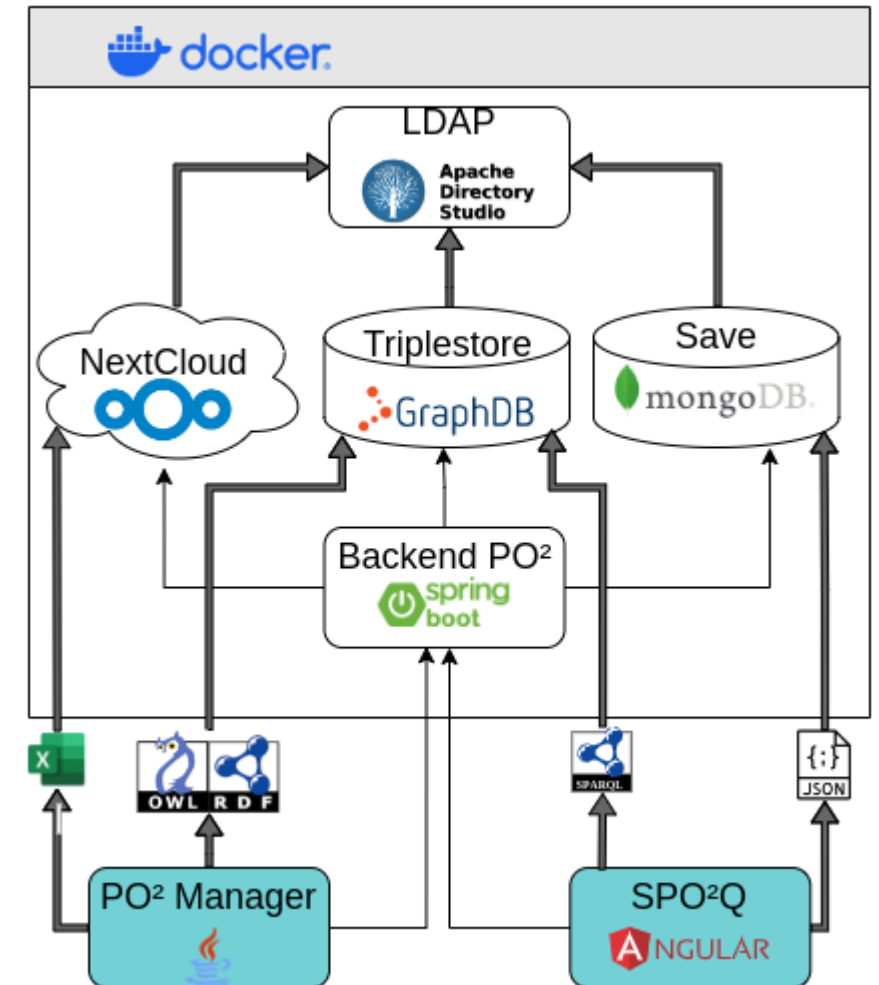 docker
LDAP
Apache
Directory
Studio
NextCloud
Triplestore
GraphDB
Save
mongoDB.
Backend PO²
spring
boot
X
OWL RDF
SPARQL
{;}
JSON
PO² Manager
SPO²Q
ANGULAR